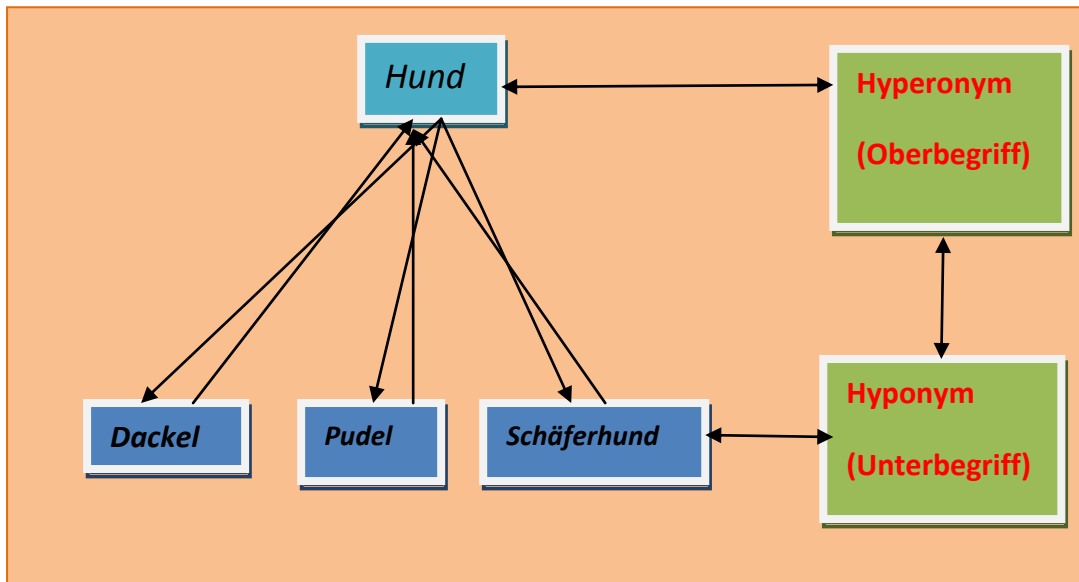 Hund
Hyperonym
(Oberbegriff)
Dackel
Pudel
Schäferhund
Hyponym
(Unterbegriff)